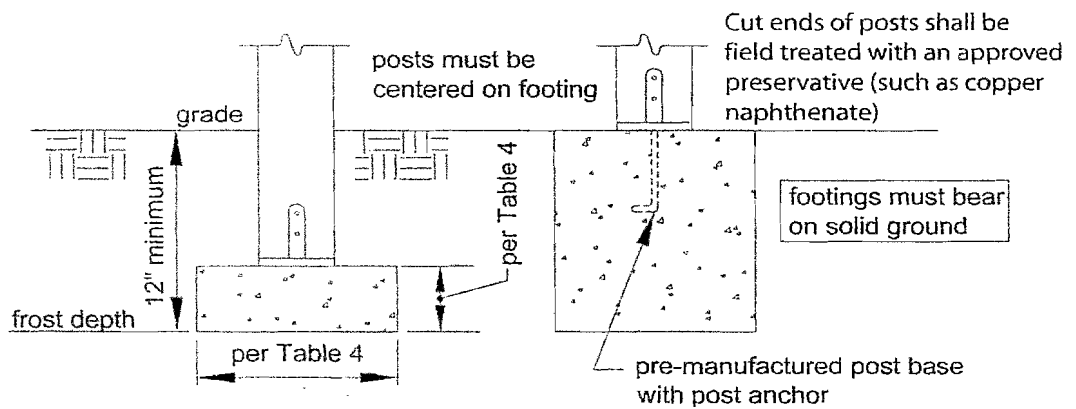 Cut ends of posts shall be
field treated with an approved
preservative (such as copper
naphthenate)
posts must be
centered on footing
grade
12" minimum
per Table 4
footings must bear
on solid ground
frost depth
per Table 4
pre-manufactured post base
with post anchor